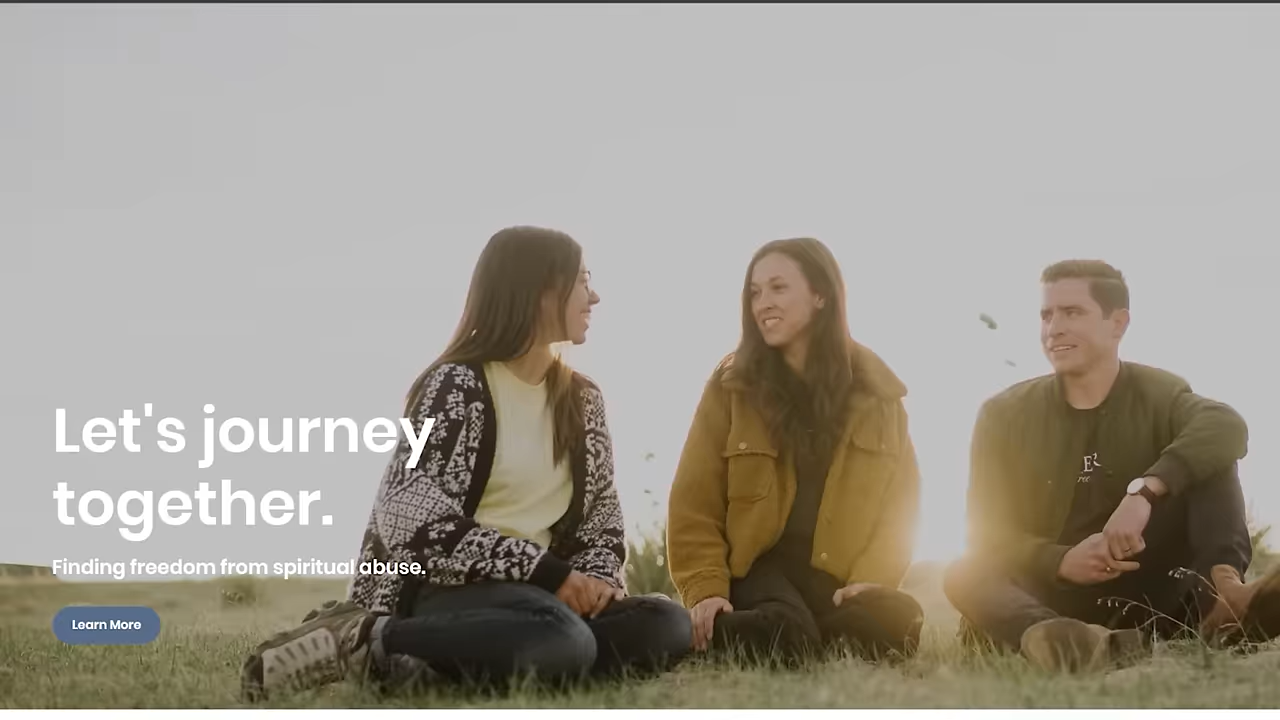 Let's journey
together.
Finding freedom from spiritual abuse.
Learn More